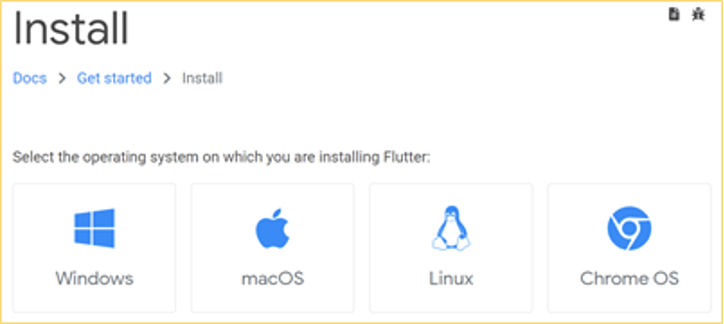 Install
Docs > Get started > Install
Select the operating system on which you are installing Flutter:
Windows macOS Linux Chrome OS